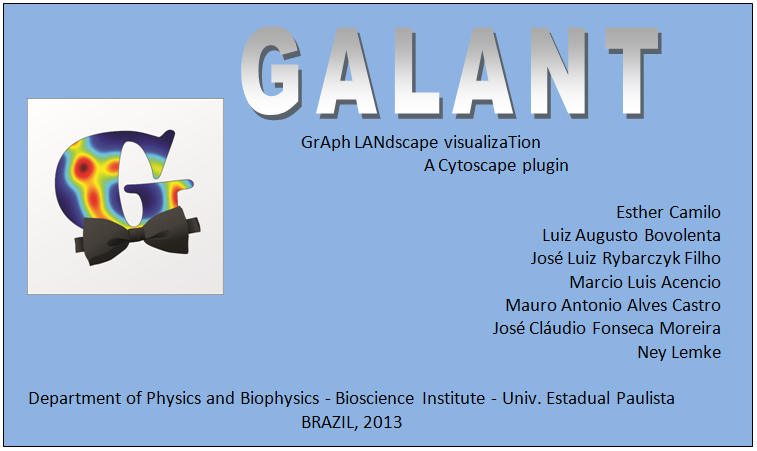 GALANT
GrAph LANdscape visualizaTion
A Cytoscape plugin
G
Esther Camilo
Luiz Augusto Bovolenta
José Luiz Rybarczyk Filho
Marcio Luis Acencio
Mauro Antonio Alves Castro
José Cláudio Fonseca Moreira
Ney Lemke
Department of Physics and Biophysics - Bioscience Institute - Univ. Estadual Paulista
BRAZIL, 2013